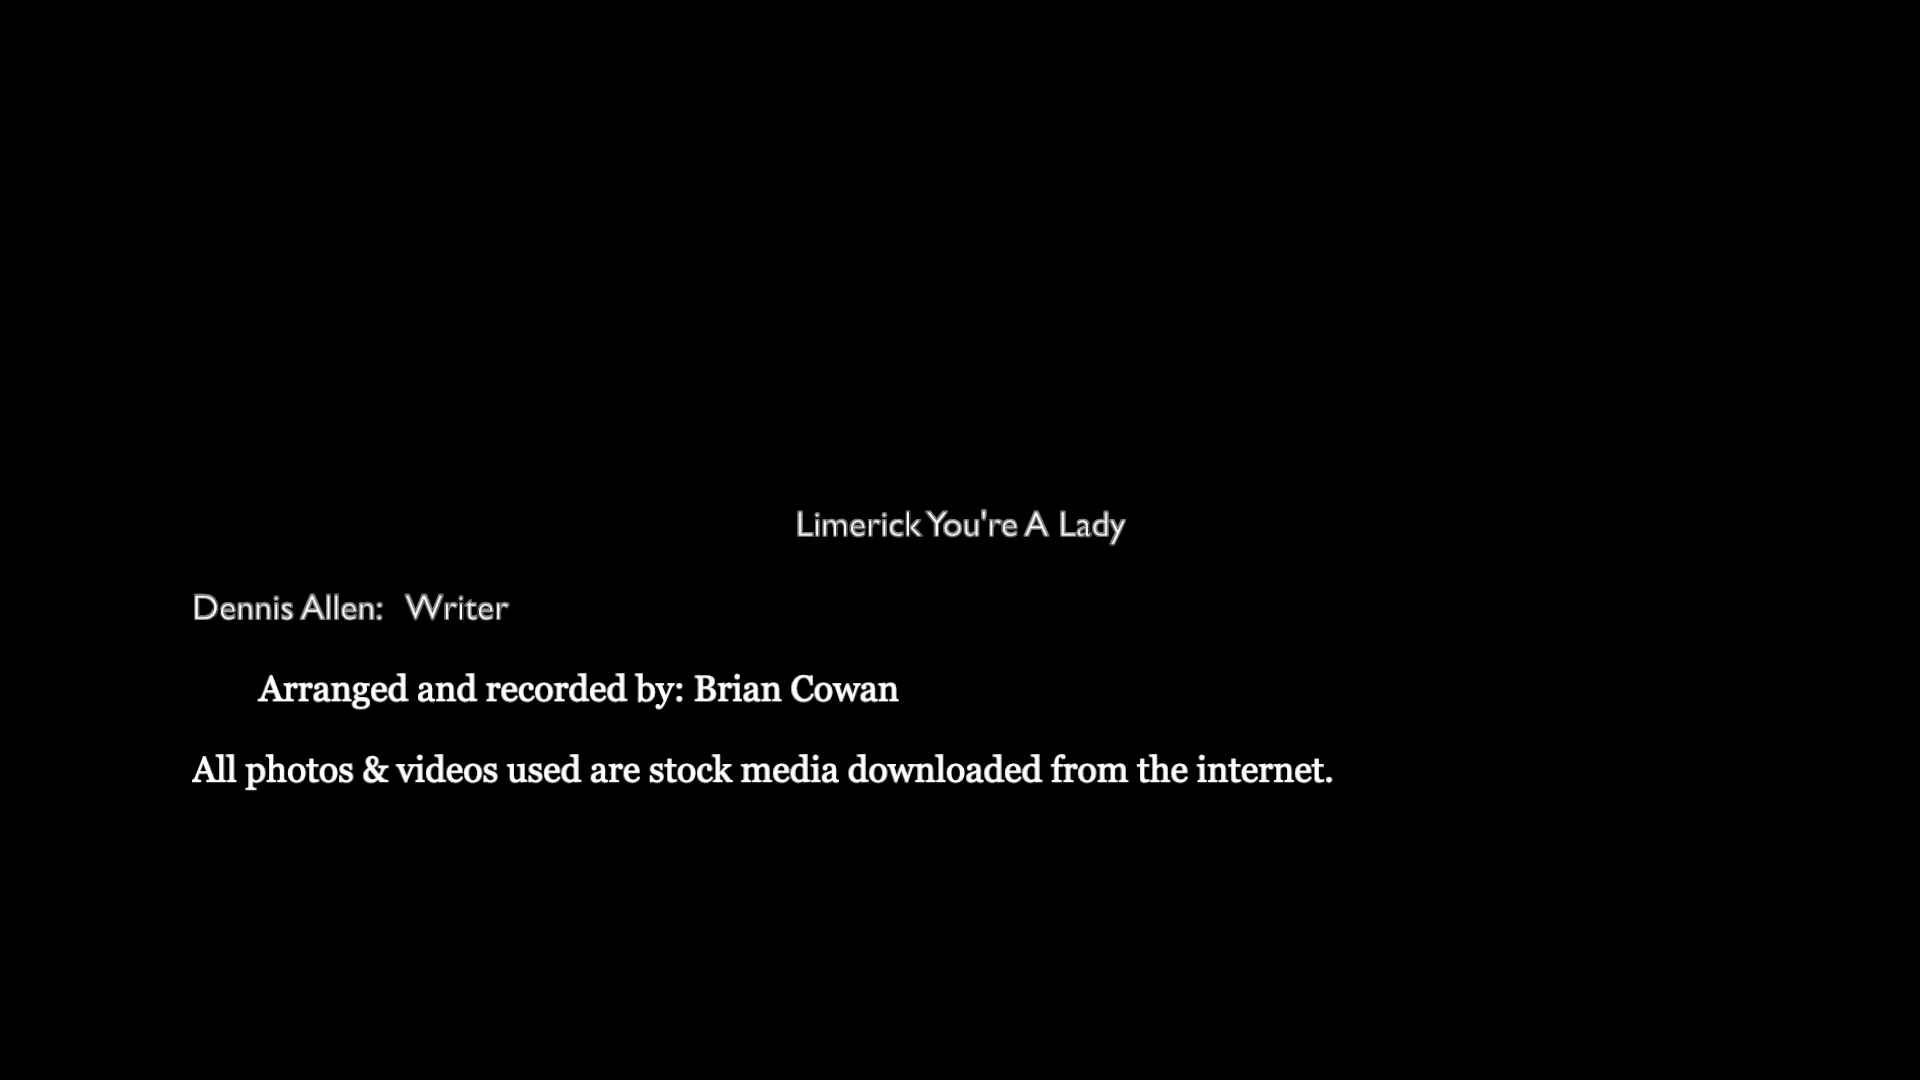 Limerick You're A Lady
Dennis Allen: Writer
Arranged and recorded by: Brian Cowan
All photos & videos used are stock media downloaded from the internet.